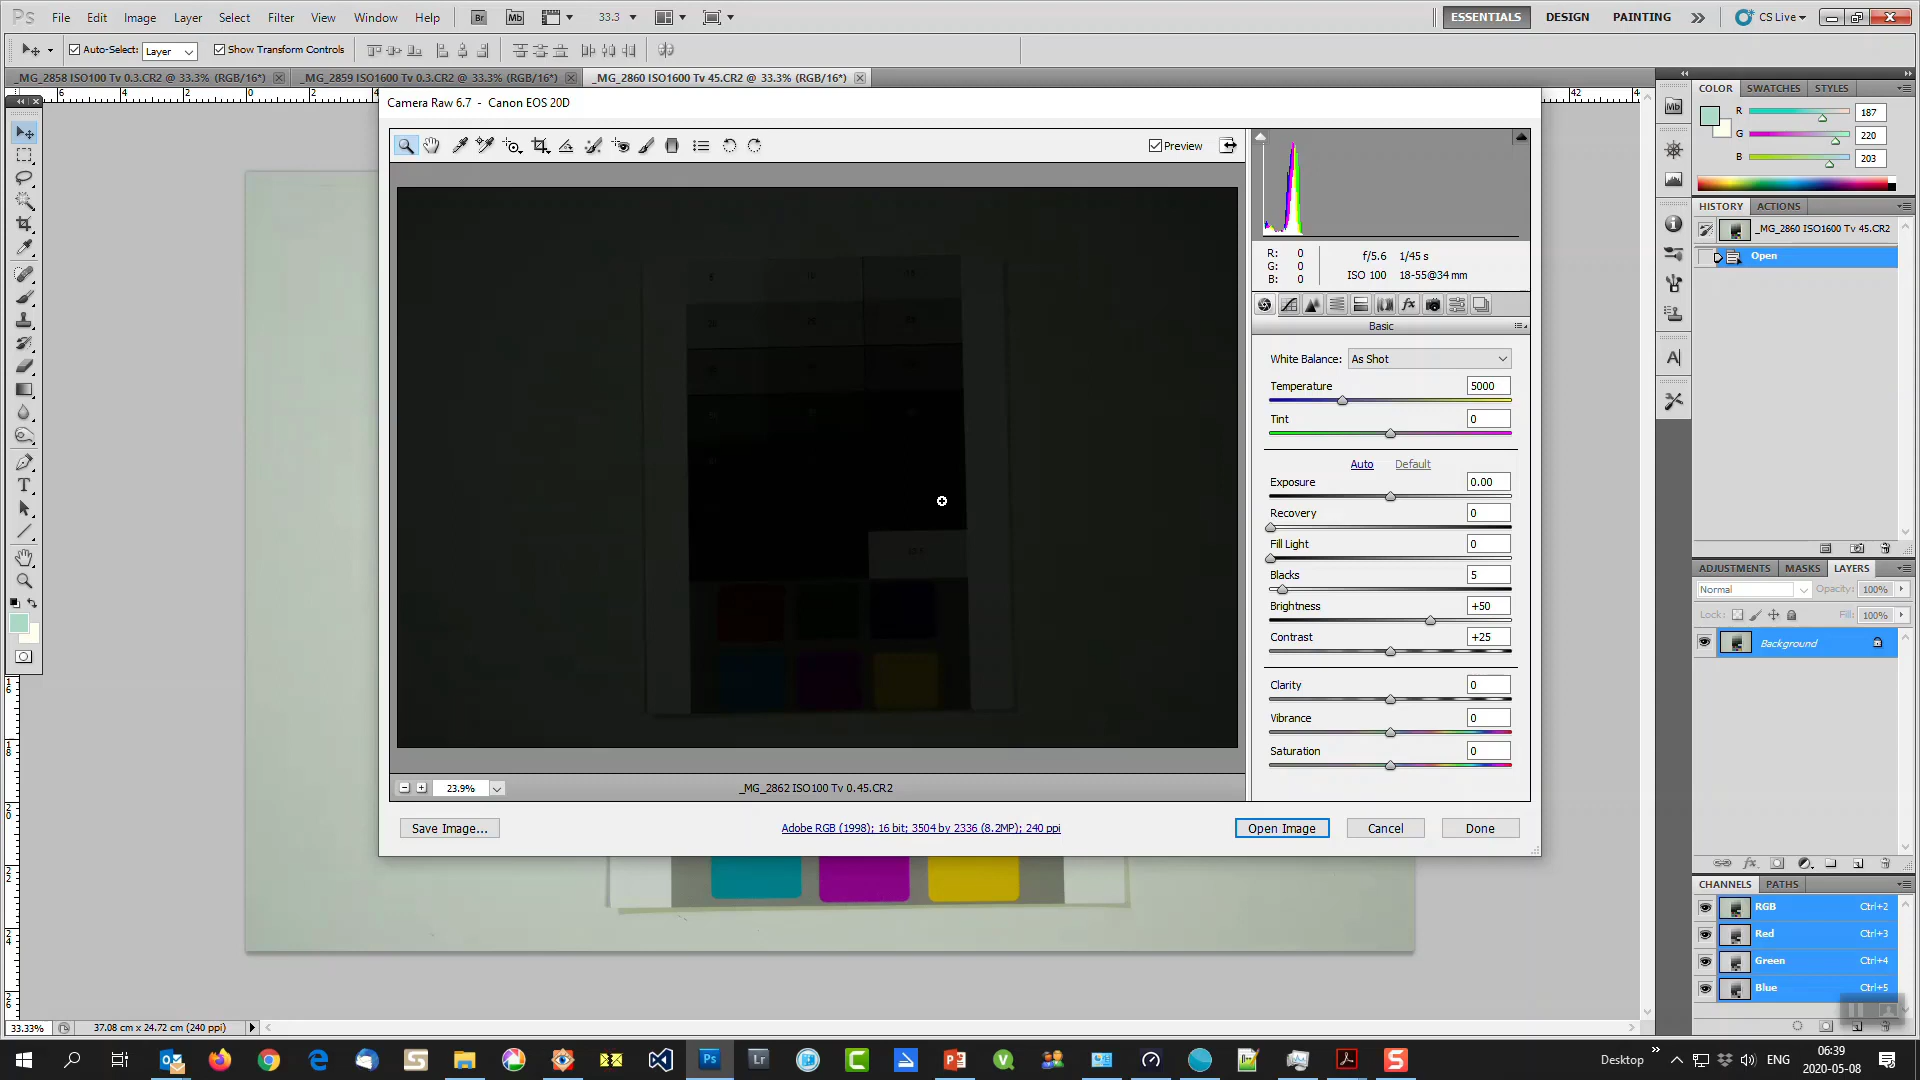 Ps File Edit Image Layer Select Filter View Window Help Br Mb 33.3 ESSENTIALS DESIGN PAINTING CS Live
Auto-Select: Layer Show Transform Controls
_MG_2858 ISO100 Tv 0.3.CR2 @ 33.3% (RGB/16*) _MG_2859 ISO1600 Tv 0.3.CR2 @ 33.3% (RGB/16*) _MG_2860 ISO1600 Tv 45.CR2 @ 33.3% (RGB/16*)
Camera Raw 6.7 - Canon EOS 20D
Preview
R: 0
G: 0
B: 0
f/5.6 1/45 s
ISO 100 18-55@34 mm
Basic
White Balance: As Shot
Temperature 5000
Tint 0
Auto Default
Exposure 0.00
Recovery 0
Fill Light 0
Blacks 5
Brightness +50
Contrast +25
Clarity 0
Vibrance 0
Saturation 0
23.9% _MG_2862 ISO100 Tv 0.45.CR2
Save Image... Adobe RGB (1998); 16 bit; 3504 by 2336 (8.2MP); 240 ppi Open Image Cancel Done
COLOR SWATCHES STYLES
R 187
G 220
B 203
HISTORY ACTIONS
_MG_2860 ISO1600 Tv 45.CR2
Open
ADJUSTMENTS MASKS LAYERS
Normal Opacity: 100%
Lock: Fill: 100%
Background
CHANNELS PATHS
RGB Ctrl+2
Red Ctrl+3
Green Ctrl+4
Blue Ctrl+5
33.33% 37.08 cm x 24.72 cm (240 ppi)
Desktop ENG 06:39
2020-05-08